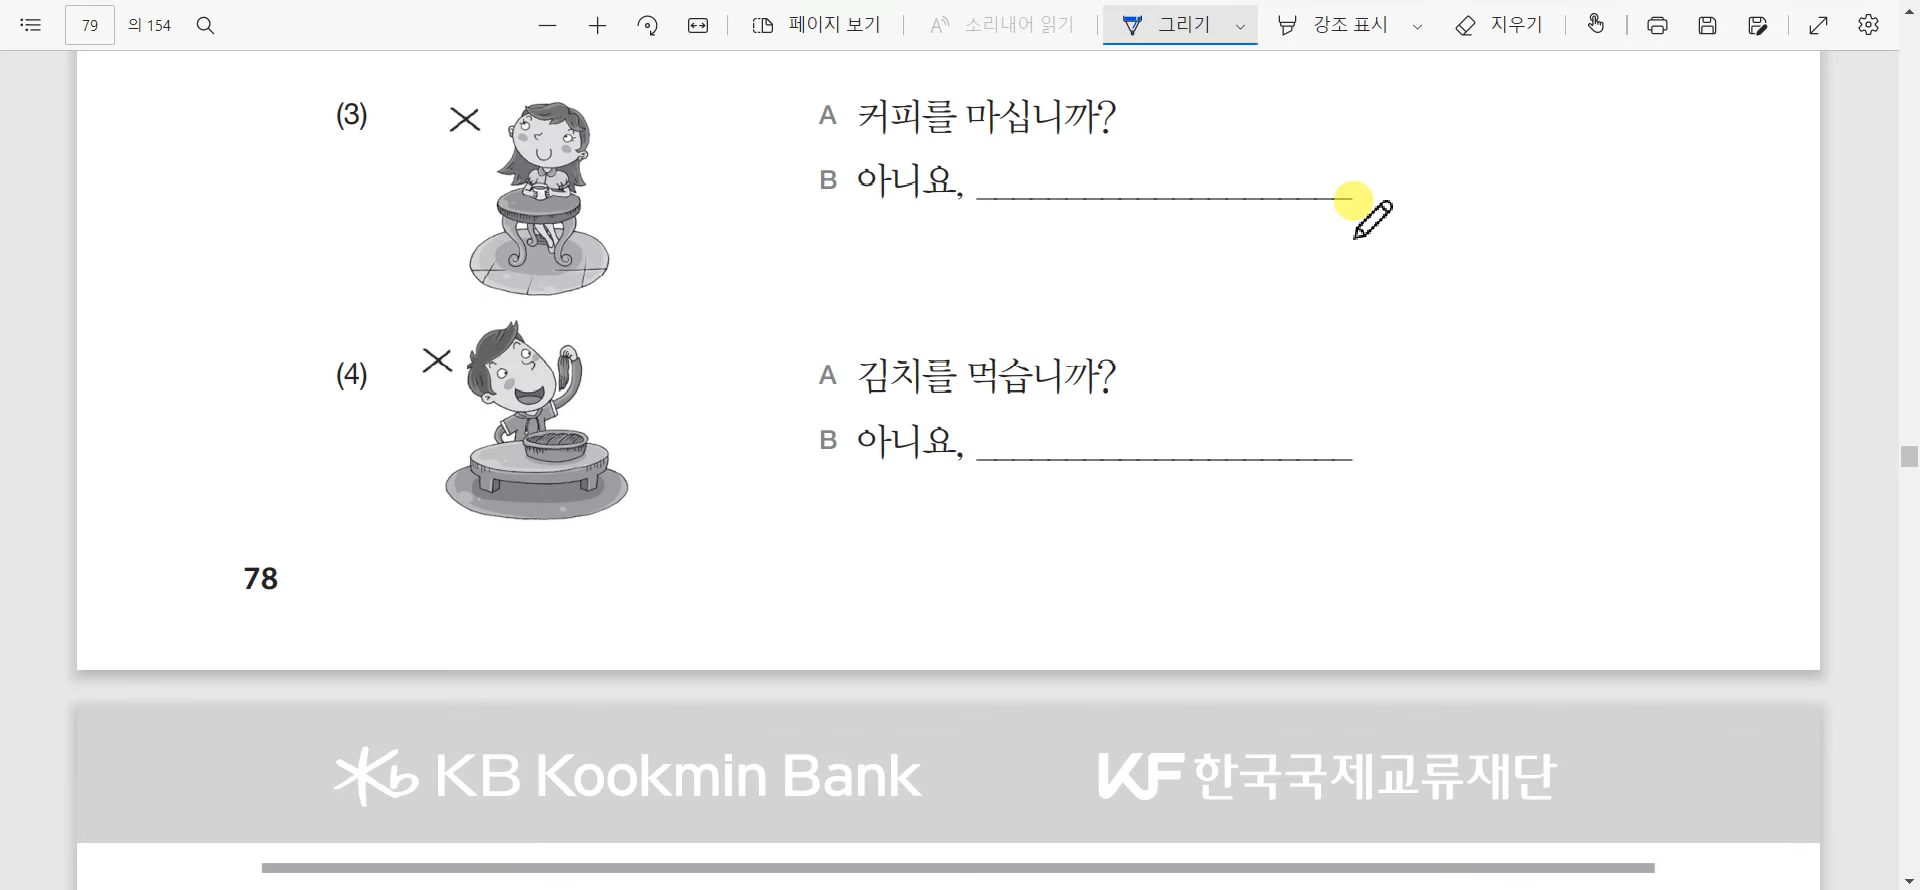 79 의 154 페이지 보기 소리내어 읽기 그리기 강조 표시 지우기
(3)
A 커피를 마십니까?
B 아니요,
(4)
A 김치를 먹습니까?
B 아니요,
78
KB Kookmin Bank KF 한국국제교류재단